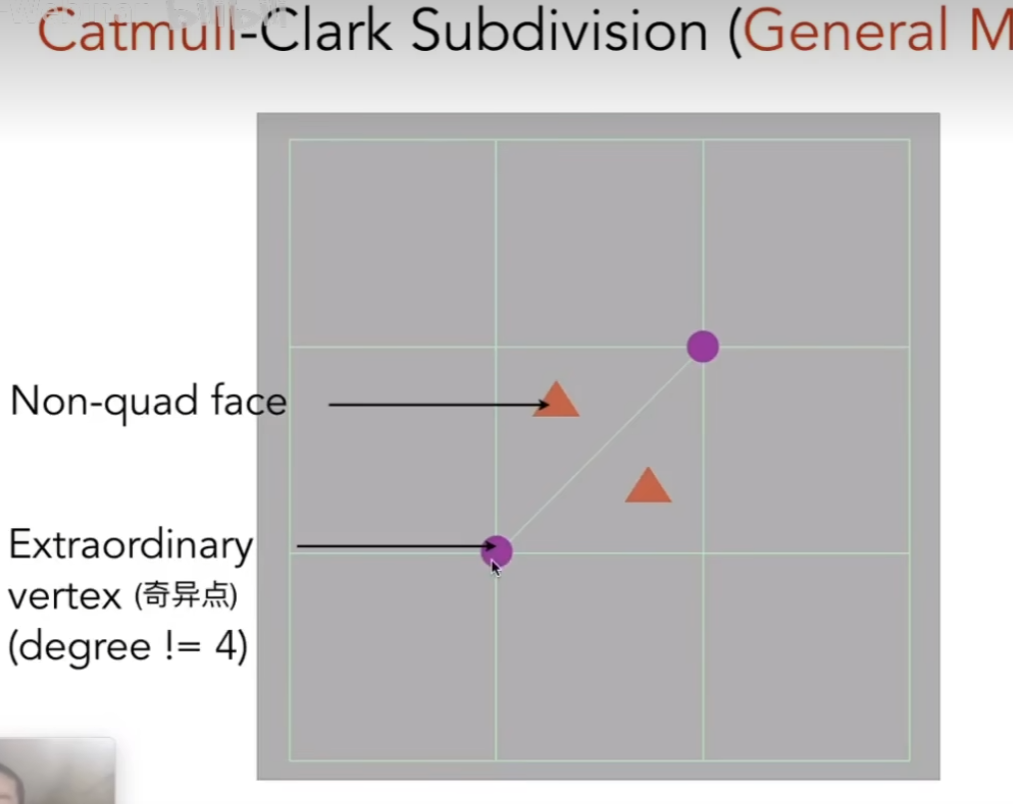 Catmull-Clark Subdivision (General M
Non-quad face
Extraordinary
vertex (奇异点)
(degree != 4)